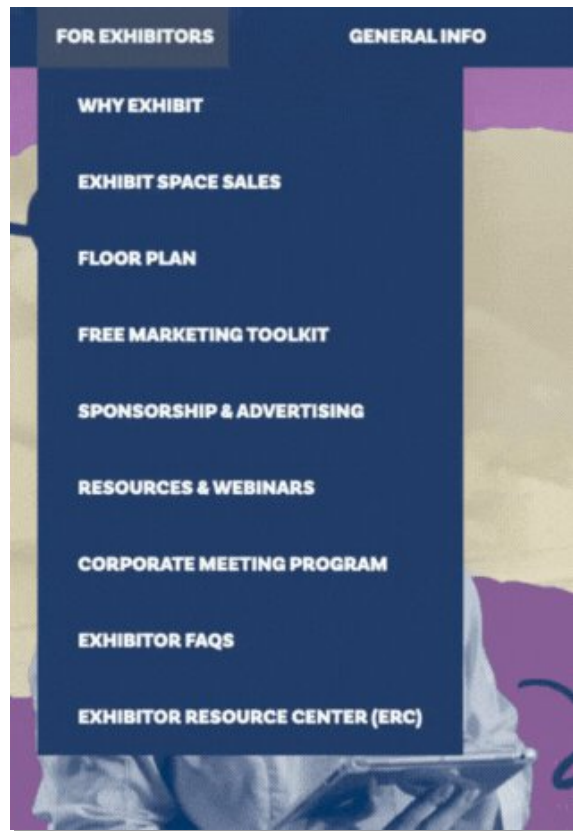 FOR EXHIBITORS GENERAL INFO
WHY EXHIBIT
EXHIBIT SPACE SALES
FLOOR PLAN
FREE MARKETING TOOLKIT
SPONSORSHIP & ADVERTISING
RESOURCES & WEBINARS
CORPORATE MEETING PROGRAM
EXHIBITOR FAQS
EXHIBITOR RESOURCE CENTER (ERC)